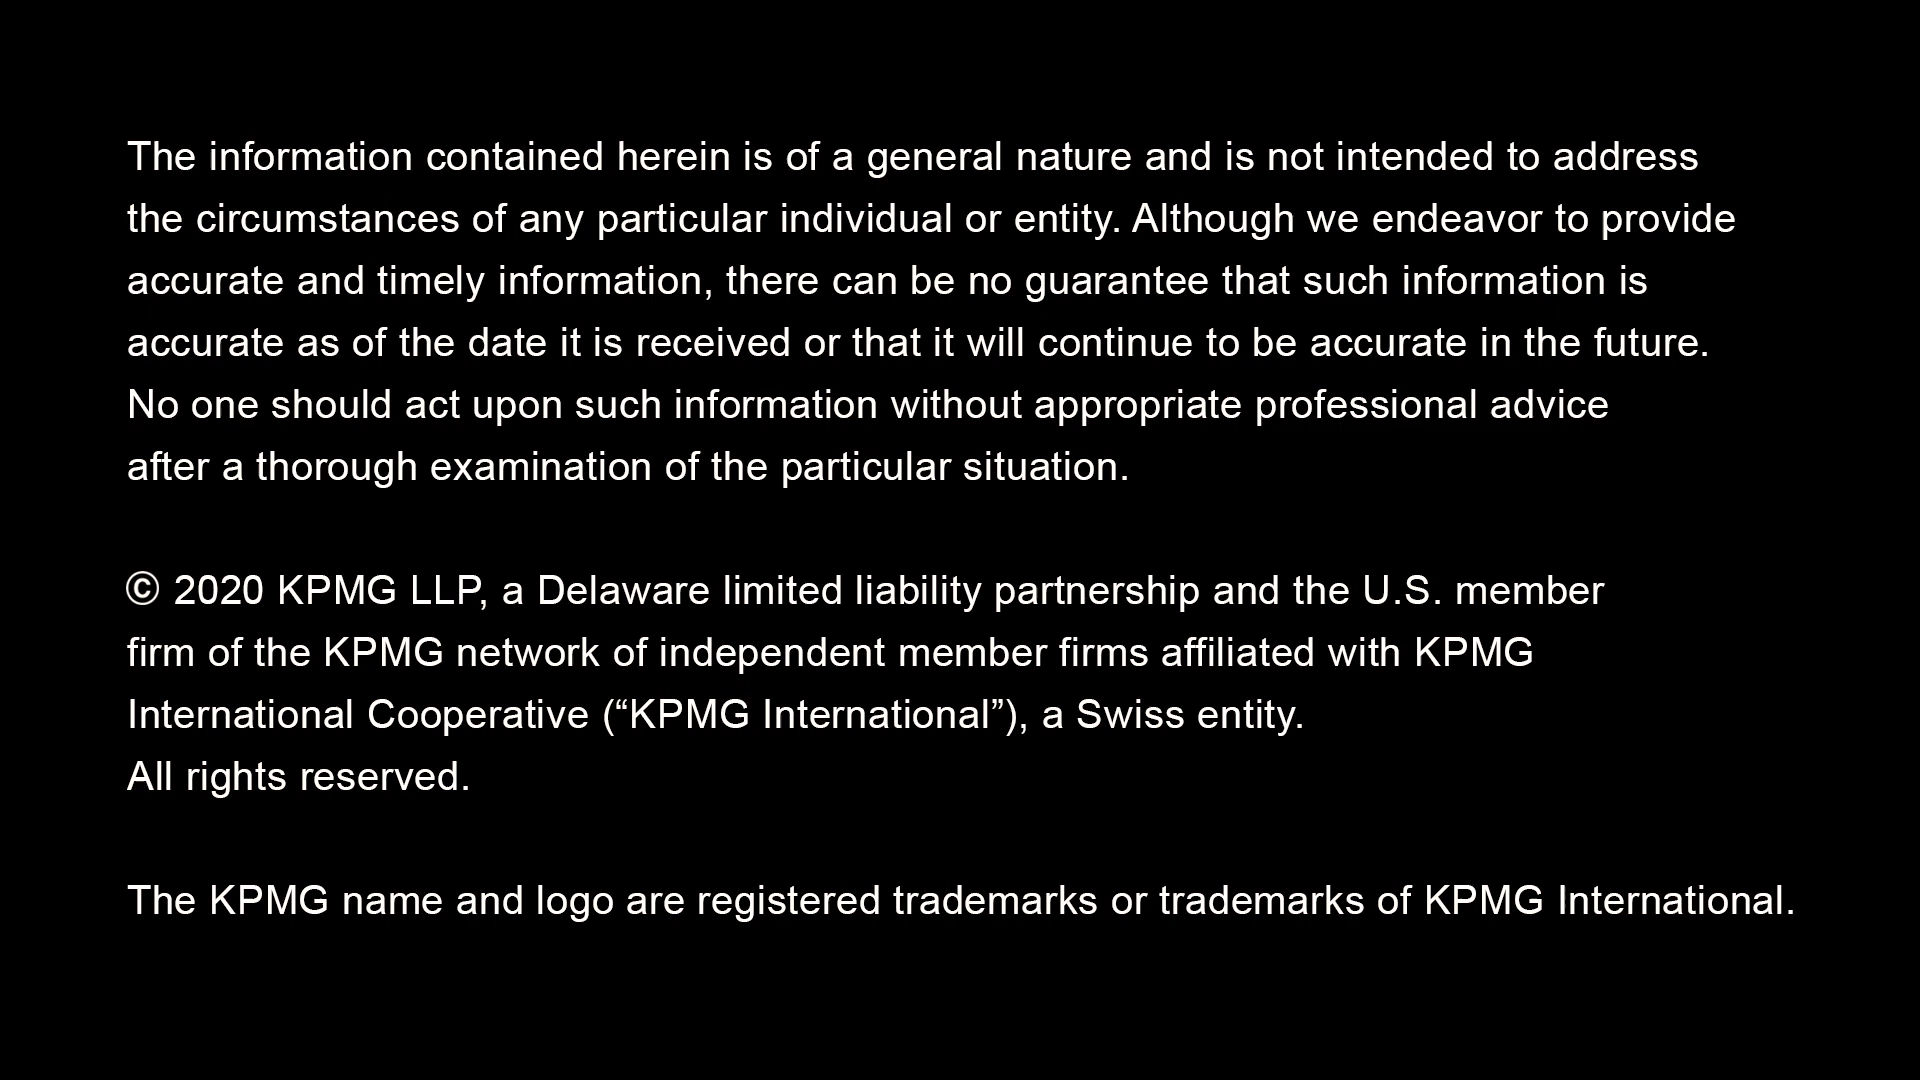 The information contained herein is of a general nature and is not intended to address
the circumstances of any particular individual or entity. Although we endeavor to provide
accurate and timely information, there can be no guarantee that such information is
accurate as of the date it is received or that it will continue to be accurate in the future.
No one should act upon such information without appropriate professional advice
after a thorough examination of the particular situation.
© 2020 KPMG LLP, a Delaware limited liability partnership and the U.S. member
firm of the KPMG network of independent member firms affiliated with KPMG
International Cooperative (“KPMG International”), a Swiss entity.
All rights reserved.
The KPMG name and logo are registered trademarks or trademarks of KPMG International.